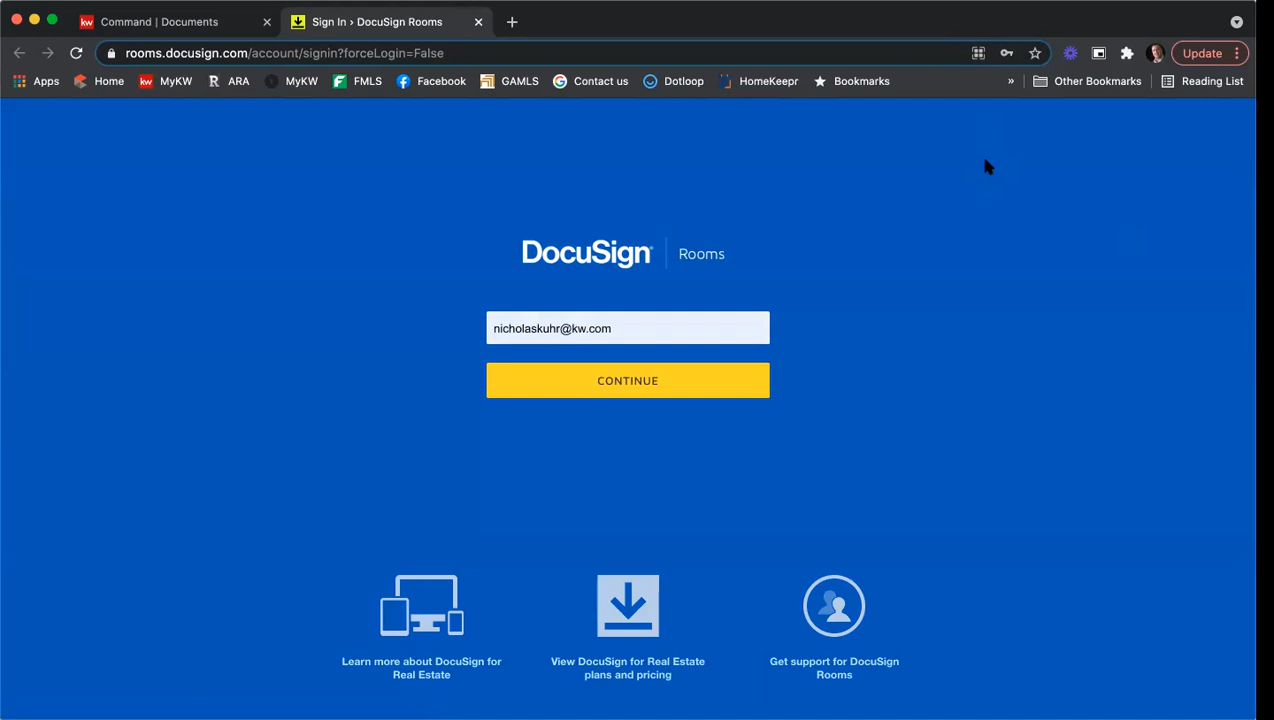 Command | Documents
Sign In › DocuSign Rooms
rooms.docusign.com/account/signin?forceLogin=False
Update
Apps
Home
MyKW
ARA
MyKW
FMLS
Facebook
GAMLS
Contact us
Dotloop
HomeKeepr
Bookmarks
»
Other Bookmarks
Reading List
DocuSign | Rooms
nicholaskuhr@kw.com
CONTINUE
Learn more about DocuSign for
Real Estate
View DocuSign for Real Estate
plans and pricing
Get support for DocuSign
Rooms